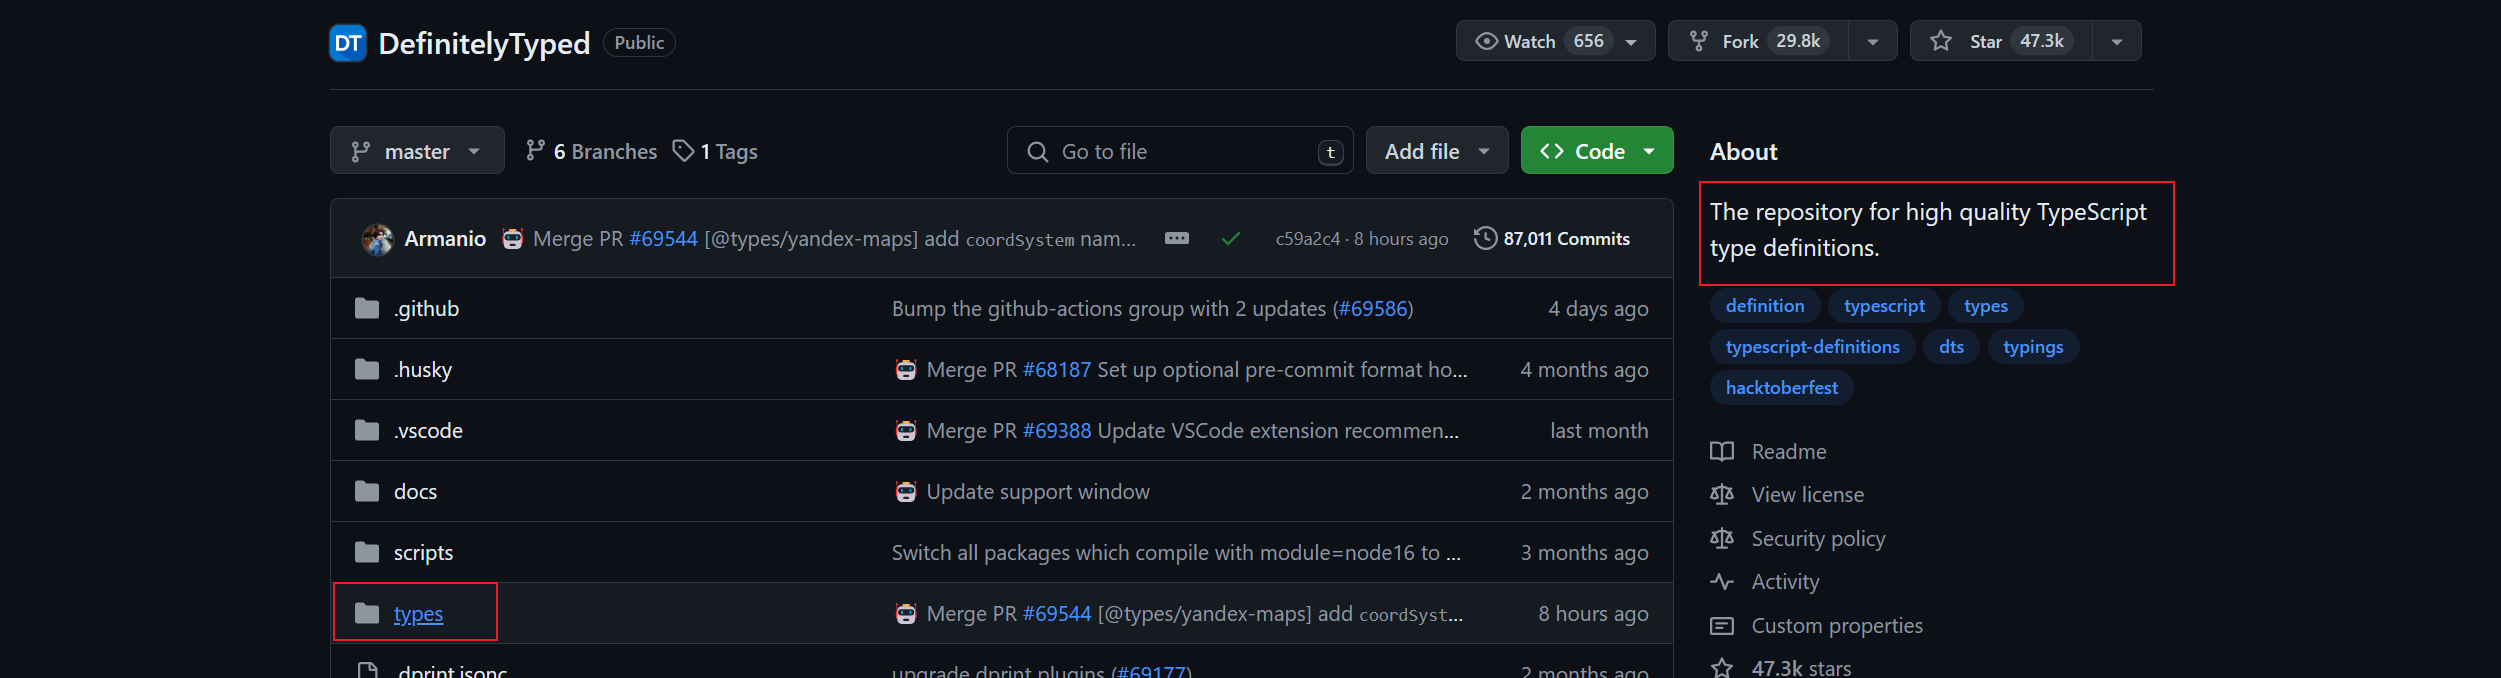 DT DefinitelyTyped Public Watch 656 Fork 29.8k Star 47.3k
master 6 Branches 1 Tags Go to file t Add file Code
Armanio Merge PR #69544 [@types/yandex-maps] add coordSystem nam... c59a2c4 · 8 hours ago 87,011 Commits
.github Bump the github-actions group with 2 updates (#69586) 4 days ago
.husky Merge PR #68187 Set up optional pre-commit format ho... 4 months ago
.vscode Merge PR #69388 Update VSCode extension recommen... last month
docs Update support window 2 months ago
scripts Switch all packages which compile with module=node16 to ... 3 months ago
types Merge PR #69544 [@types/yandex-maps] add coordSyst... 8 hours ago
.dprint.jsonc upgrade dprint plugins (#69177) 2 months ago
About
The repository for high quality TypeScript
type definitions.
definition typescript types
typescript-definitions dts typings
hacktoberfest
Readme
View license
Security policy
Activity
Custom properties
47.3k stars